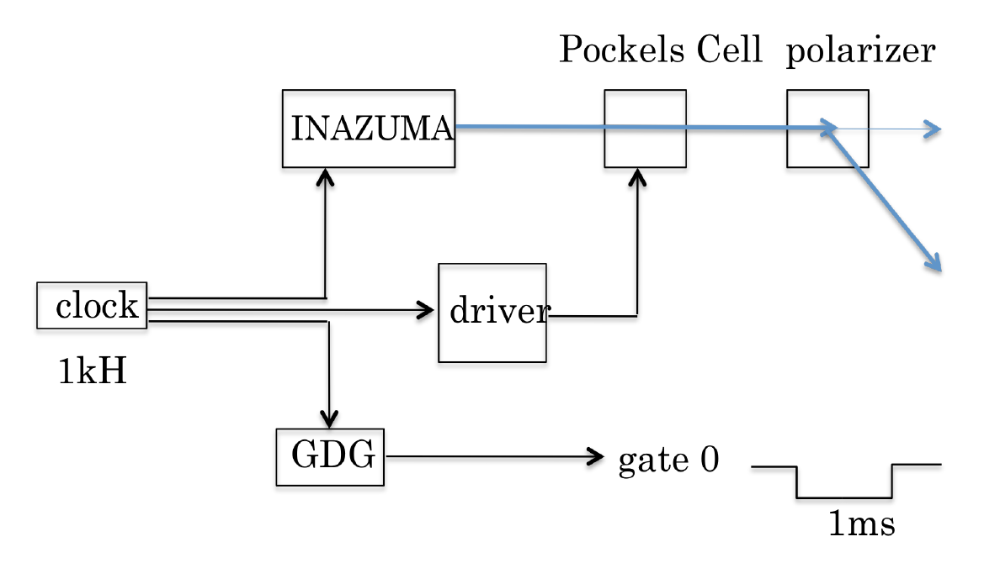 Pockels Cell polarizer
INAZUMA
clock
driver
1kH
GDG
gate 0
1ms